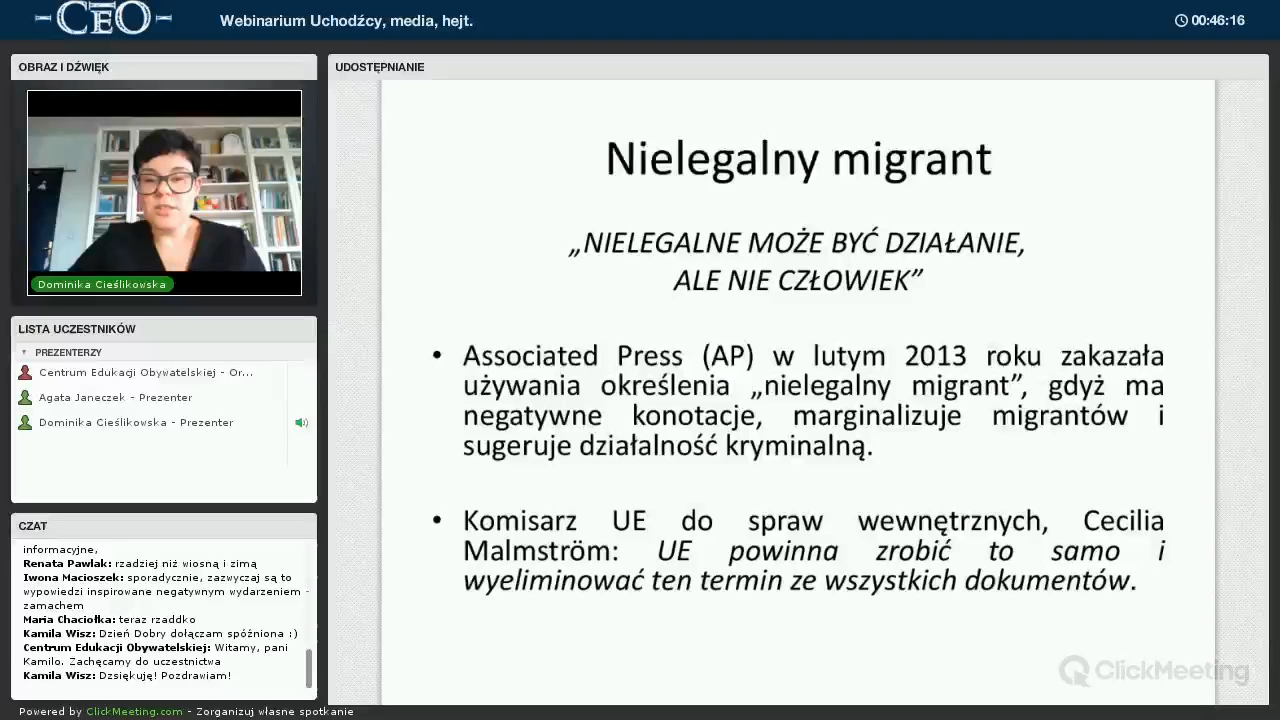 CEO
Webinarium Uchodźcy, media, hejt.
00:46:16
OBRAZ I DŹWIĘK
Dominika Cieślikowska
LISTA UCZESTNIKÓW
PREZENTERZY
Centrum Edukacji Obywatelskiej - Or...
Agata Janeczek - Prezenter
Dominika Cieślikowska - Prezenter
CZAT
informacyjne,
Renata Pawlak: rzadziej niż wiosną i zimą
Iwona Macioszek: sporadycznie, zazwyczaj są to
wypowiedzi inspirowane negatywnym wydarzeniem -
zamachem
Maria Chaciołka: teraz rzaddko
Kamila Wisz: Dzień Dobry dołączam spóźniona :)
Centrum Edukacji Obywatelskiej: Witamy, pani
Kamilo. Zachęcamy do uczestnictwa
Kamila Wisz: Dzsiękuję! Pozdrawiam!
UDOSTĘPNIANIE
Nielegalny migrant
„NIELEGALNE MOŻE BYĆ DZIAŁANIE,
ALE NIE CZŁOWIEK”
• Associated Press (AP) w lutym 2013 roku zakazała
używania określenia „nielegalny migrant”, gdyż ma
negatywne konotacje, marginalizuje migrantów i
sugeruje działalność kryminalną.
• Komisarz UE do spraw wewnętrznych, Cecilia
Malmström: UE powinna zrobić to samo i
wyeliminować ten termin ze wszystkich dokumentów.
ClickMeeting
Powered by ClickMeeting.com - Zorganizuj własne spotkanie